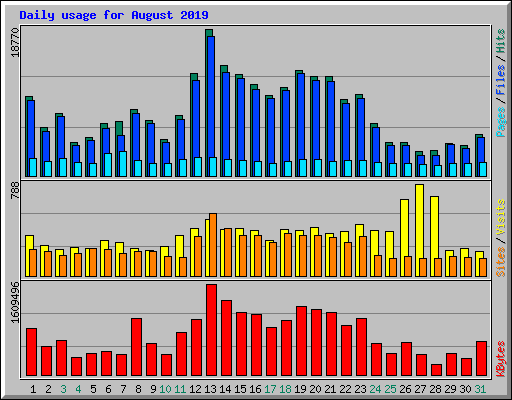 Daily usage for August 2019
18770
Pages / Files / Hits
788
Sites / Visits
1609496
KBytes
1 2 3 4 5 6 7 8 9 10 11 12 13 14 15 16 17 18 19 20 21 22 23 24 25 26 27 28 29 30 31